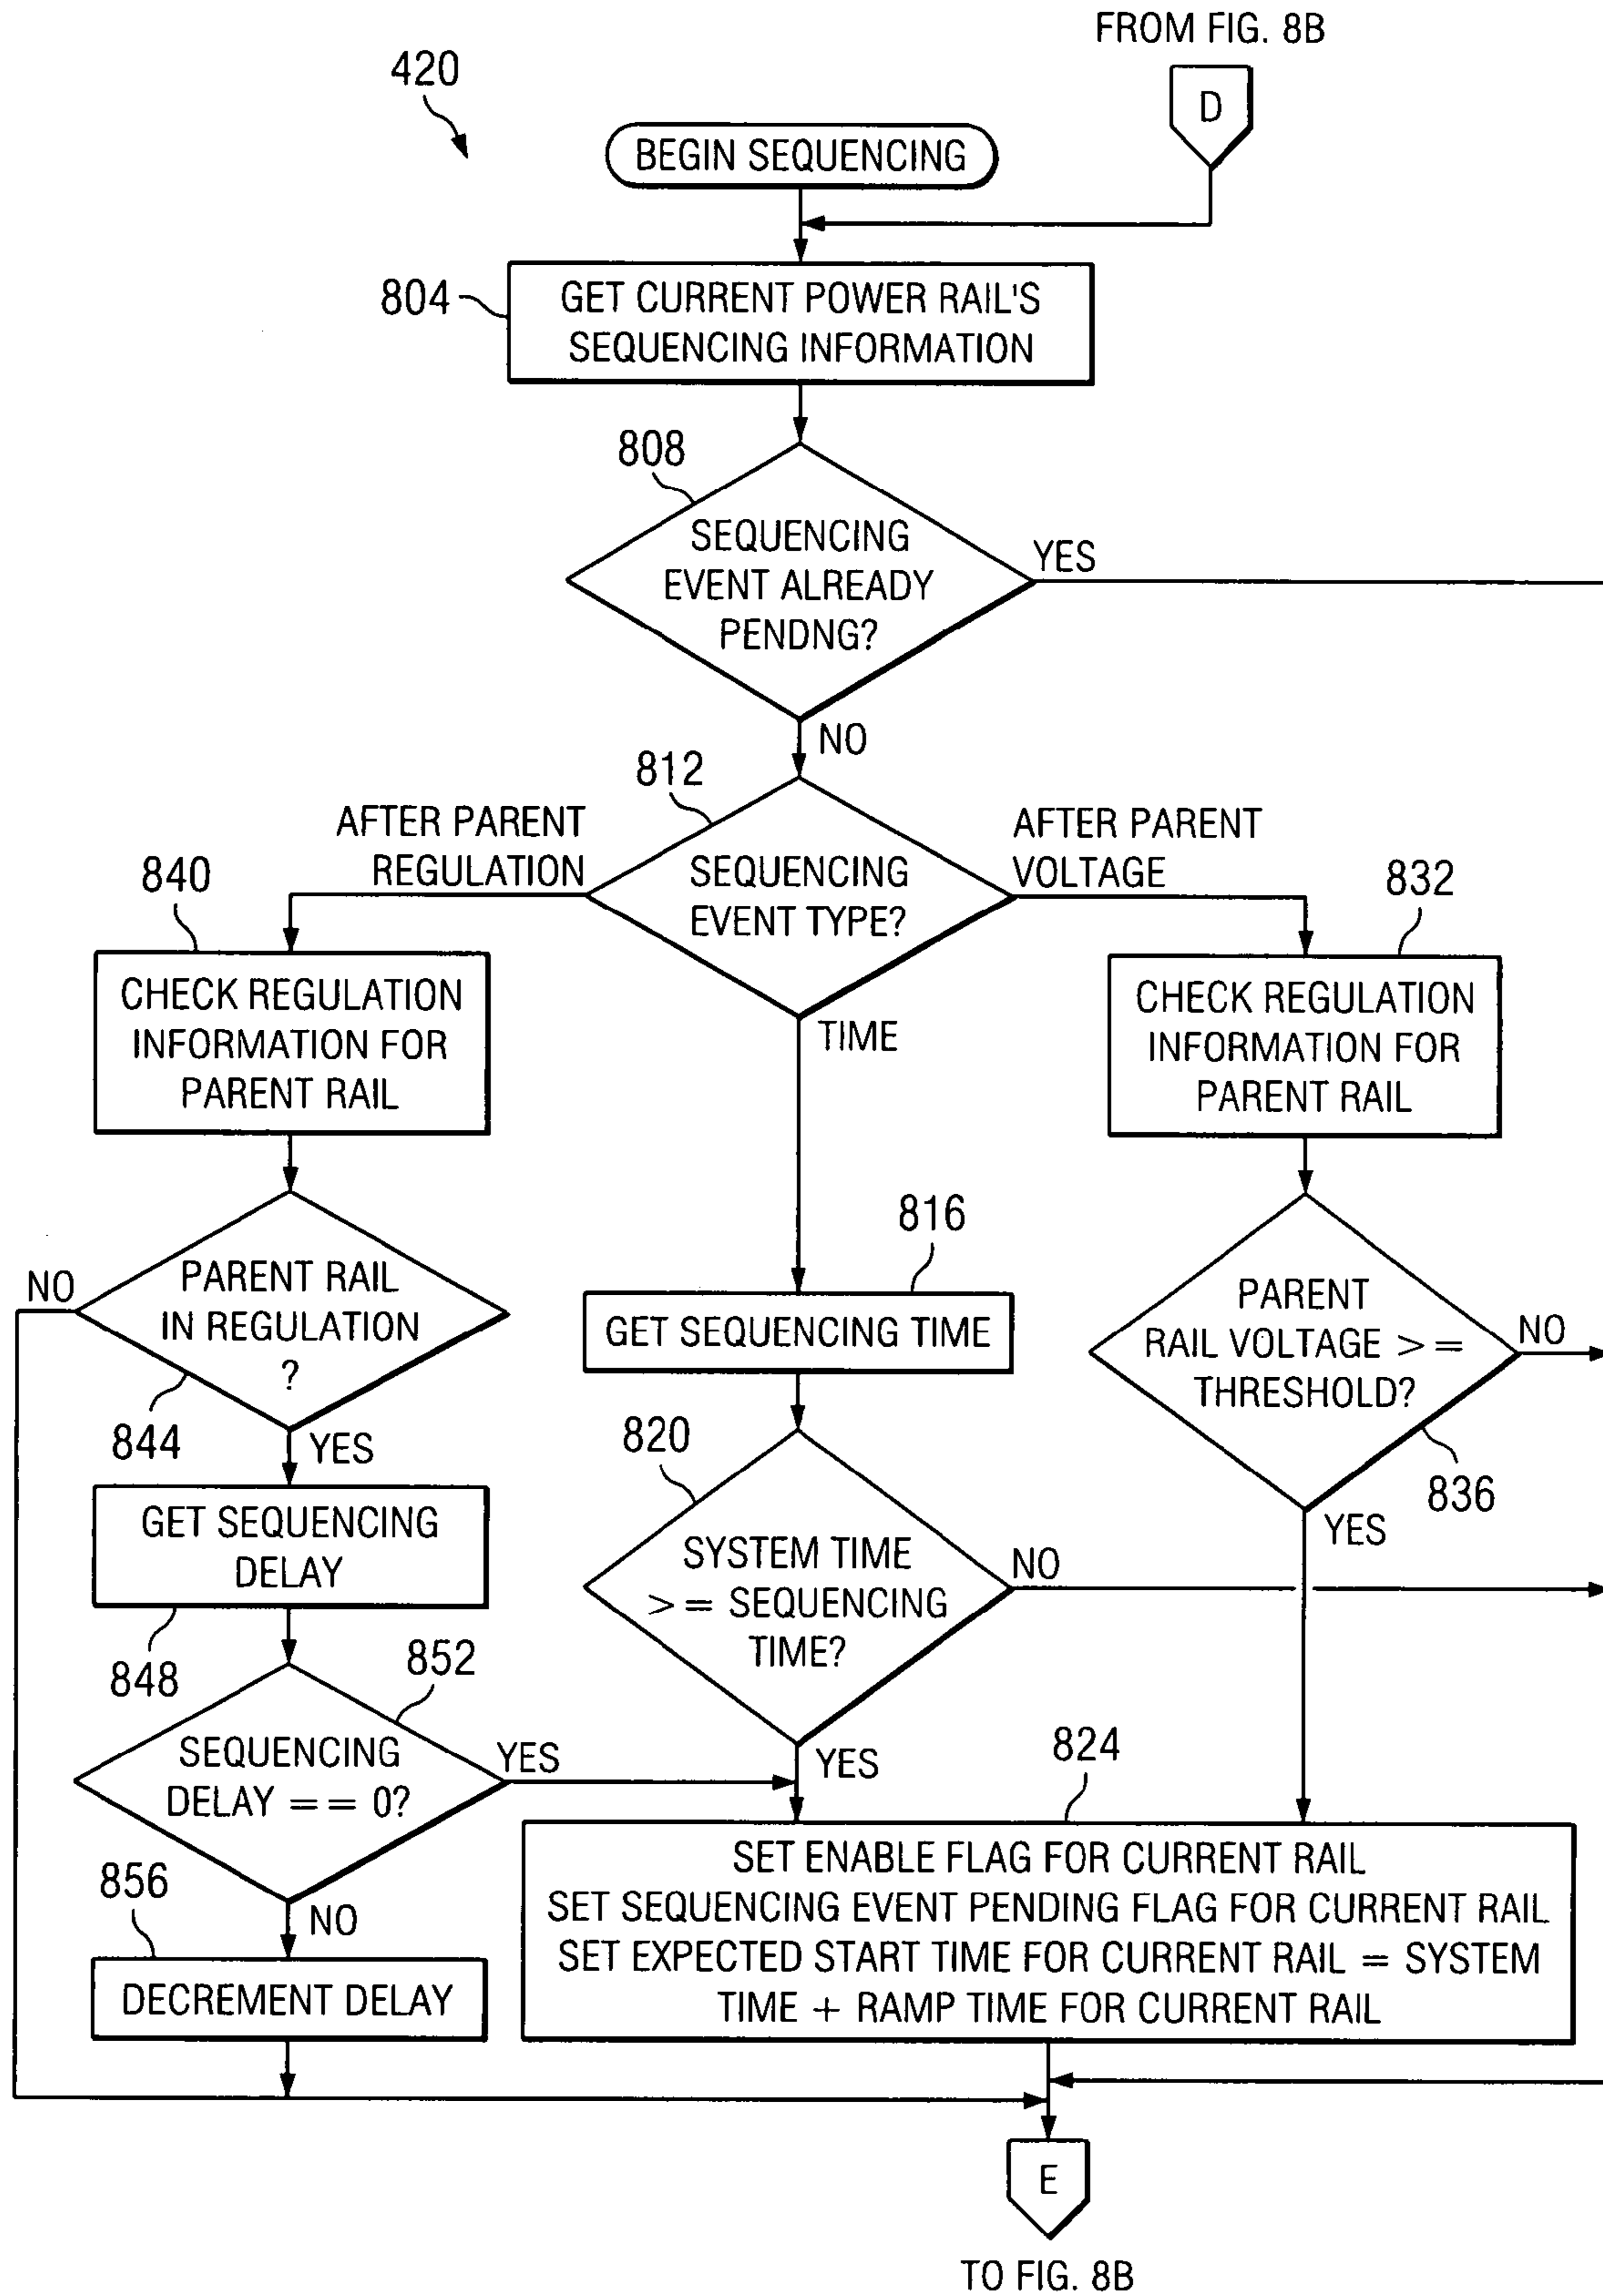 FROM FIG. 8B
420
D
BEGIN SEQUENCING
804
GET CURRENT POWER RAIL'S
SEQUENCING INFORMATION
808
SEQUENCING
EVENT ALREADY
PENDNG?
YES
NO
812
AFTER PARENT
REGULATION
SEQUENCING
EVENT TYPE?
AFTER PARENT
VOLTAGE
TIME
840
CHECK REGULATION
INFORMATION FOR
PARENT RAIL
832
CHECK REGULATION
INFORMATION FOR
PARENT RAIL
NO
PARENT RAIL
IN REGULATION
?
844
YES
816
GET SEQUENCING TIME
PARENT
RAIL VOLTAGE >=
THRESHOLD?
NO
836
YES
820
SYSTEM TIME
>= SEQUENCING
TIME?
NO
YES
GET SEQUENCING
DELAY
848
852
SEQUENCING
DELAY == 0?
YES
NO
856
DECREMENT DELAY
824
SET ENABLE FLAG FOR CURRENT RAIL
SET SEQUENCING EVENT PENDING FLAG FOR CURRENT RAIL
SET EXPECTED START TIME FOR CURRENT RAIL = SYSTEM
TIME + RAMP TIME FOR CURRENT RAIL
E
TO FIG. 8B